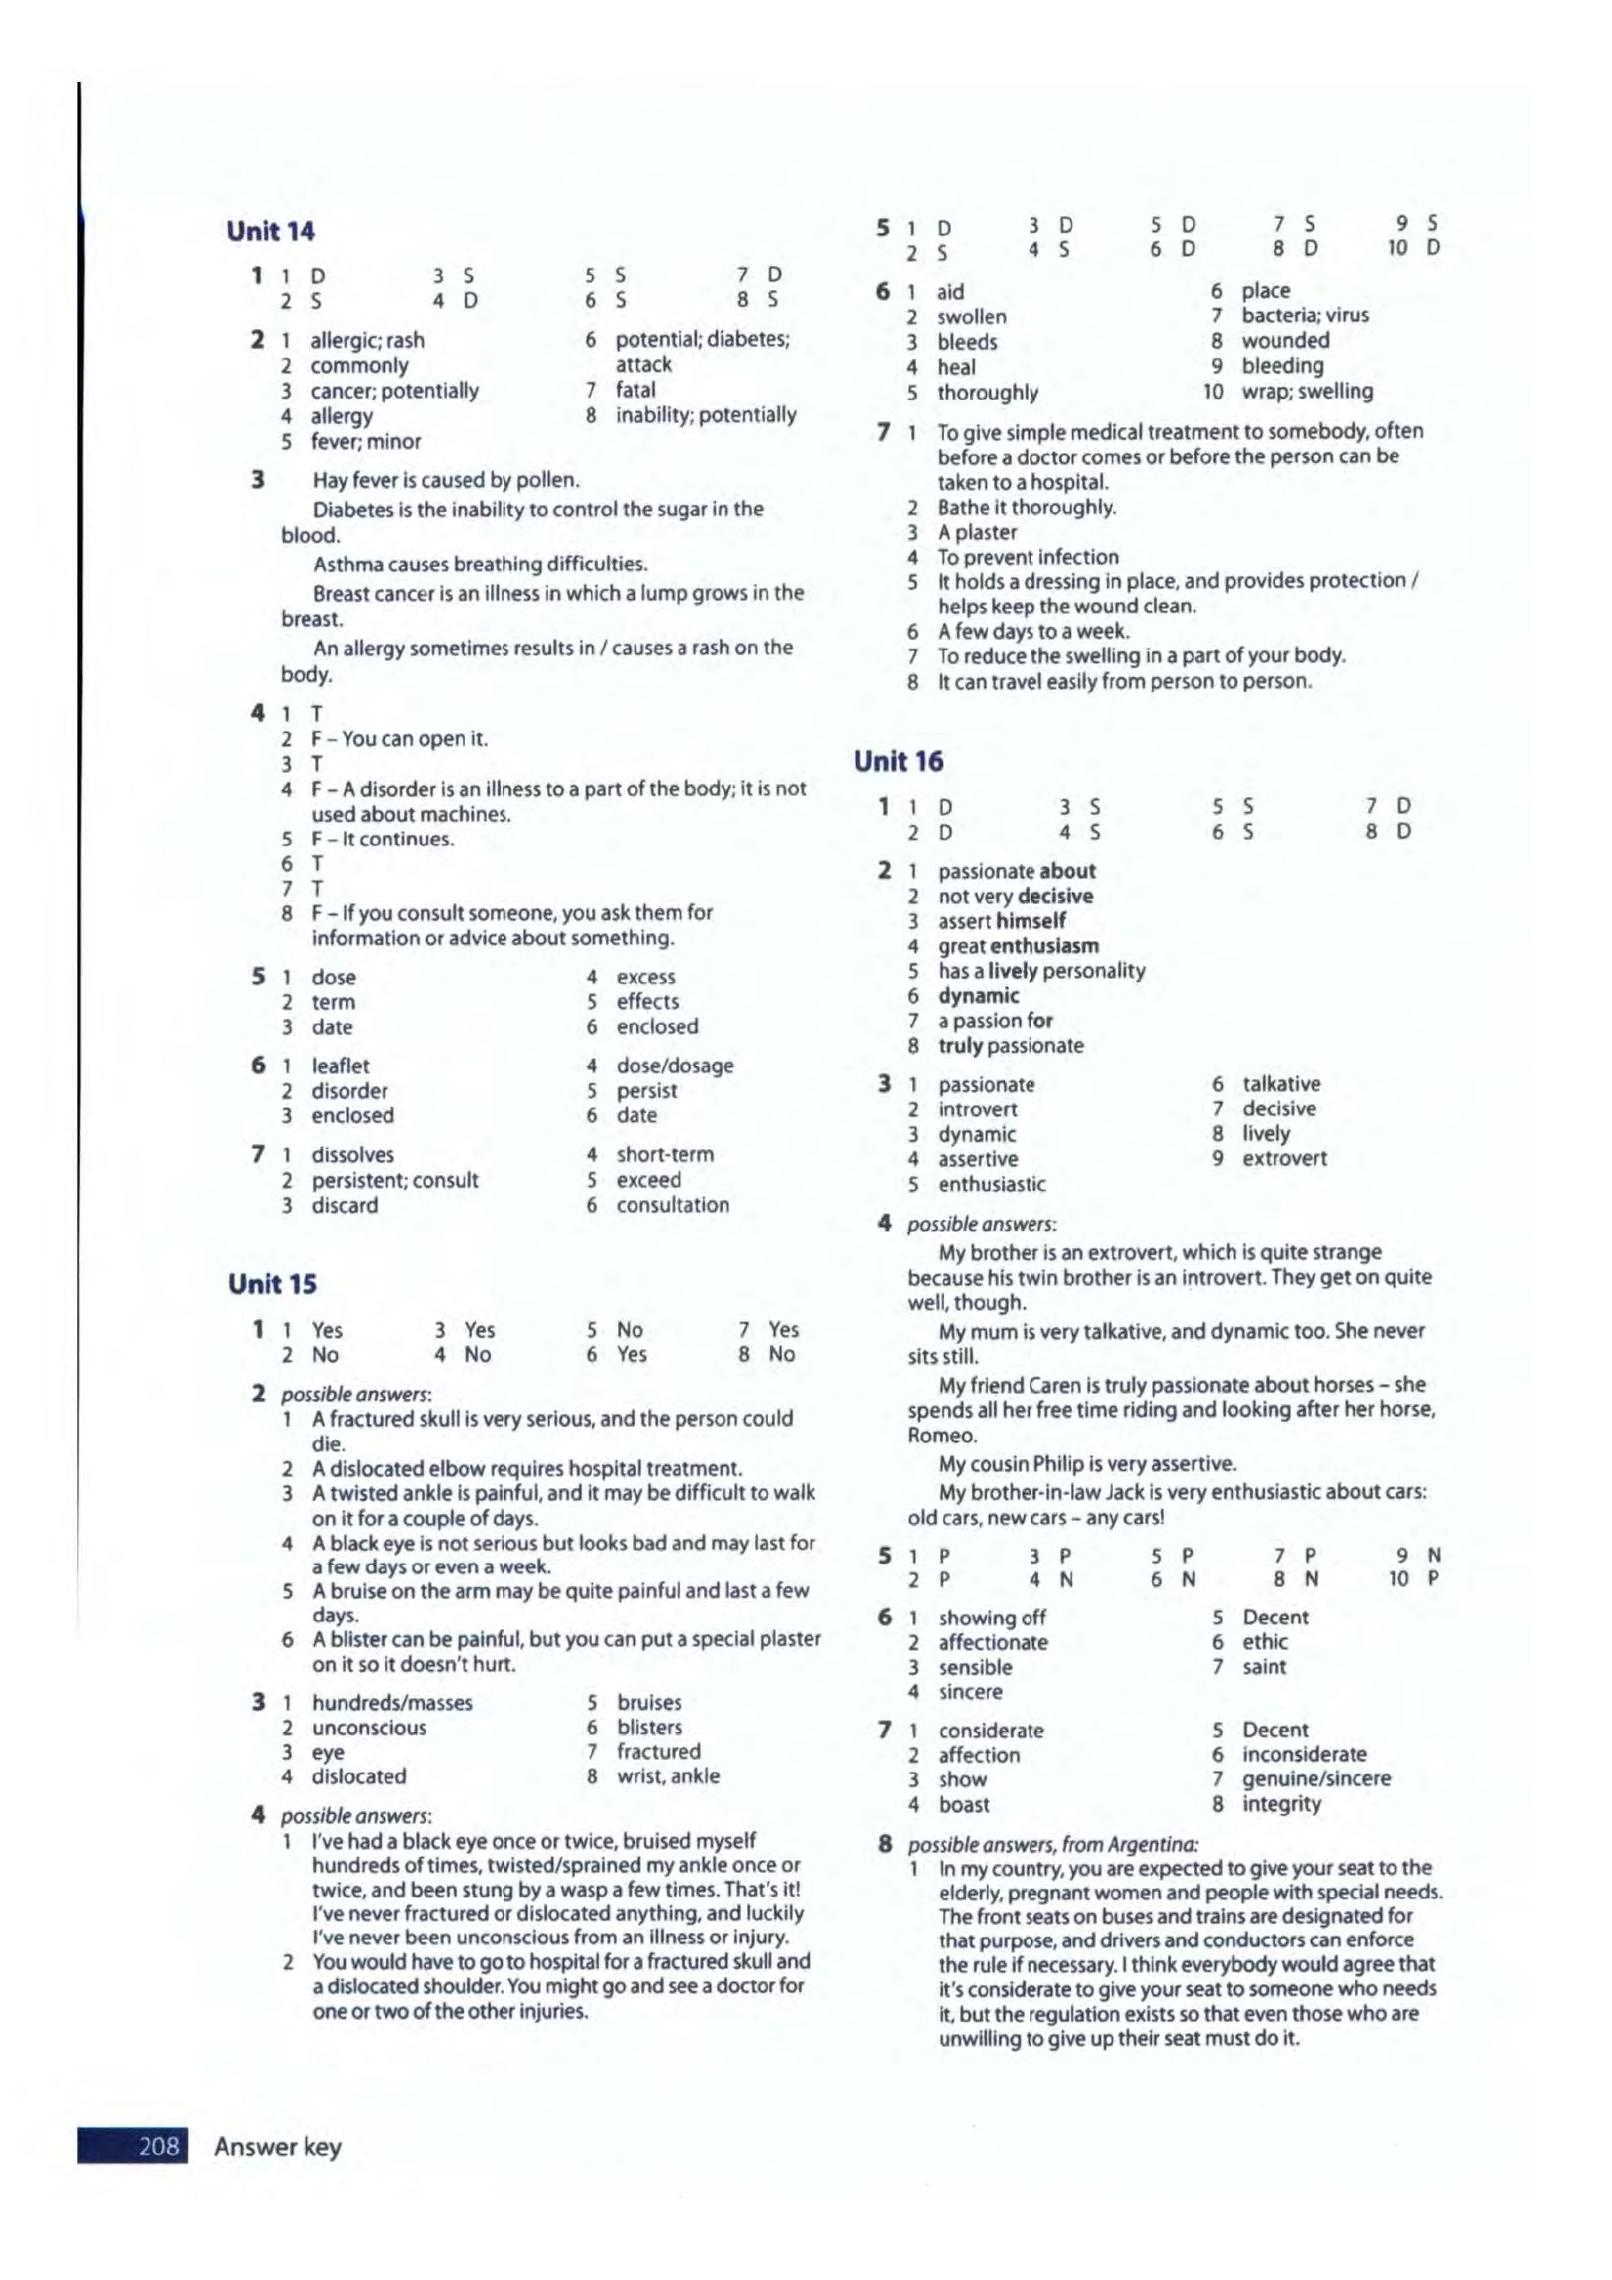 Unit 14
1 1 D 3 S 5 S 7 D
2 S 4 D 6 S 8 S
2 1 allergic; rash 6 potential; diabetes;
2 commonly attack
3 cancer; potentially 7 fatal
4 allergy 8 inability; potentially
5 fever; minor
3 Hay fever is caused by pollen.
Diabetes is the inability to control the sugar in the
blood.
Asthma causes breathing difficulties.
Breast cancer is an illness in which a lump grows in the
breast.
An allergy sometimes results in / causes a rash on the
body.
4 1 T
2 F – You can open it.
3 T
4 F – A disorder is an illness to a part of the body; it is not
used about machines.
5 F – It continues.
6 T
7 T
8 F – If you consult someone, you ask them for
information or advice about something.
5 1 dose 4 excess
2 term 5 effects
3 date 6 enclosed
6 1 leaflet 4 dose/dosage
2 disorder 5 persist
3 enclosed 6 date
7 1 dissolves 4 short-term
2 persistent; consult 5 exceed
3 discard 6 consultation
Unit 15
1 1 Yes 3 Yes 5 No 7 Yes
2 No 4 No 6 Yes 8 No
2 possible answers:
1 A fractured skull is very serious, and the person could
die.
2 A dislocated elbow requires hospital treatment.
3 A twisted ankle is painful, and it may be difficult to walk
on it for a couple of days.
4 A black eye is not serious but looks bad and may last for
a few days or even a week.
5 A bruise on the arm may be quite painful and last a few
days.
6 A blister can be painful, but you can put a special plaster
on it so it doesn't hurt.
3 1 hundreds/masses 5 bruises
2 unconscious 6 blisters
3 eye 7 fractured
4 dislocated 8 wrist, ankle
4 possible answers:
1 I've had a black eye once or twice, bruised myself
hundreds of times, twisted/sprained my ankle once or
twice, and been stung by a wasp a few times. That's it!
I've never fractured or dislocated anything, and luckily
I've never been unconscious from an illness or injury.
2 You would have to go to hospital for a fractured skull and
a dislocated shoulder. You might go and see a doctor for
one or two of the other injuries.
5 1 D 3 D 5 D 7 S 9 S
2 S 4 S 6 D 8 D 10 D
6 1 aid 6 place
2 swollen 7 bacteria; virus
3 bleeds 8 wounded
4 heal 9 bleeding
5 thoroughly 10 wrap; swelling
7 1 To give simple medical treatment to somebody, often
before a doctor comes or before the person can be
taken to a hospital.
2 Bathe it thoroughly.
3 A plaster
4 To prevent infection
5 It holds a dressing in place, and provides protection /
helps keep the wound clean.
6 A few days to a week.
7 To reduce the swelling in a part of your body.
8 It can travel easily from person to person.
Unit 16
1 1 D 3 S 5 S 7 D
2 D 4 S 6 S 8 D
2 1 passionate about
2 not very decisive
3 assert himself
4 great enthusiasm
5 has a lively personality
6 dynamic
7 a passion for
8 truly passionate
3 1 passionate 6 talkative
2 introvert 7 decisive
3 dynamic 8 lively
4 assertive 9 extrovert
5 enthusiastic
4 possible answers:
My brother is an extrovert, which is quite strange
because his twin brother is an introvert. They get on quite
well, though.
My mum is very talkative, and dynamic too. She never
sits still.
My friend Caren is truly passionate about horses – she
spends all her free time riding and looking after her horse,
Romeo.
My cousin Philip is very assertive.
My brother-in-law Jack is very enthusiastic about cars:
old cars, new cars – any cars!
5 1 P 3 P 5 P 7 P 9 N
2 P 4 N 6 N 8 N 10 P
6 1 showing off 5 Decent
2 affectionate 6 ethic
3 sensible 7 saint
4 sincere
7 1 considerate 5 Decent
2 affection 6 inconsiderate
3 show 7 genuine/sincere
4 boast 8 integrity
8 possible answers, from Argentina:
1 In my country, you are expected to give your seat to the
elderly, pregnant women and people with special needs.
The front seats on buses and trains are designated for
that purpose, and drivers and conductors can enforce
the rule if necessary. I think everybody would agree that
it's considerate to give your seat to someone who needs
it, but the regulation exists so that even those who are
unwilling to give up their seat must do it.
208 Answer key